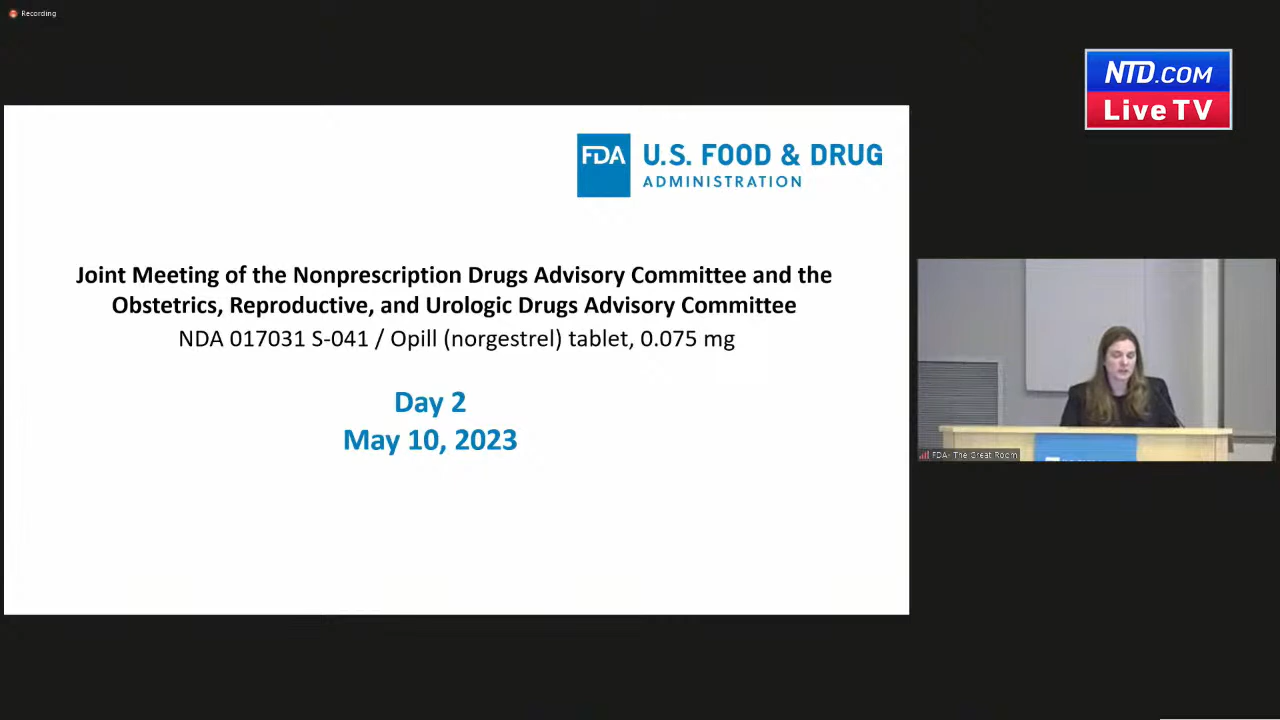 Recording
NTD.COM
Live TV
FDA
U.S. FOOD & DRUG
ADMINISTRATION
Joint Meeting of the Nonprescription Drugs Advisory Committee and the
Obstetrics, Reproductive, and Urologic Drugs Advisory Committee
NDA 017031 S-041 / Opill (norgestrel) tablet, 0.075 mg
Day 2
May 10, 2023
FDA- The Great Room